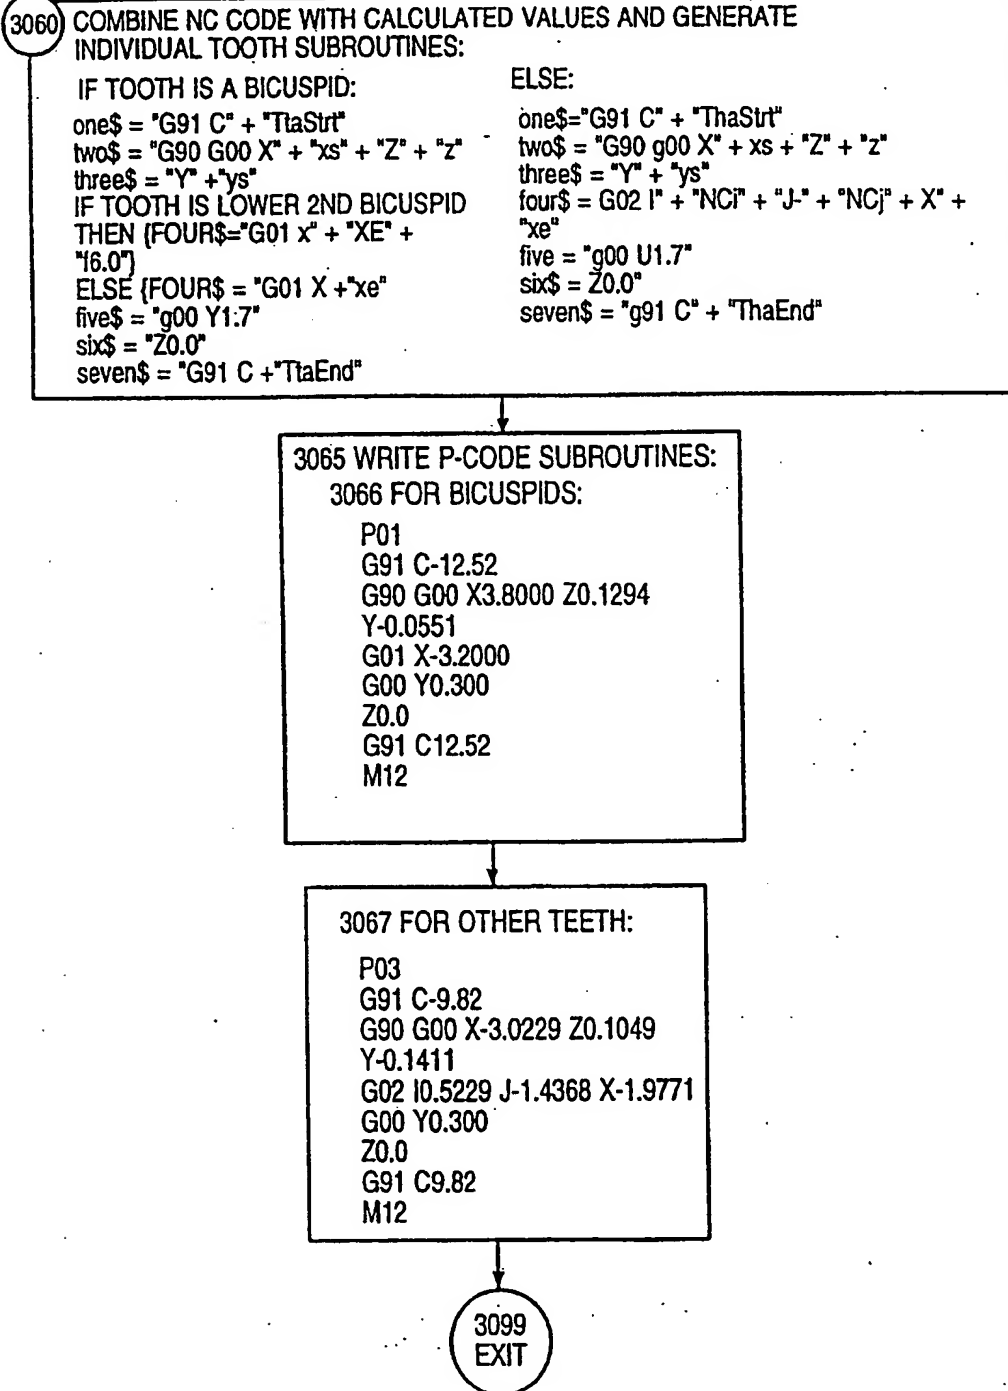 3060 COMBINE NC CODE WITH CALCULATED VALUES AND GENERATE
INDIVIDUAL TOOTH SUBROUTINES:
IF TOOTH IS A BICUSPID:
one$ = "G91 C" + "TtaStrt"
two$ = "G90 G00 X" + "xs" + "Z" + "z"
three$ = "Y" +"ys"
IF TOOTH IS LOWER 2ND BICUSPID
THEN {FOUR$="G01 x" + "XE" +
"f6.0"}
ELSE {FOUR$ = "G01 X +"xe"
five$ = "g00 Y1:7"
six$ = "Z0.0"
seven$ = "G91 C +"TtaEnd"
ELSE:
one$="G91 C" + "ThaStrt"
two$ = "G90 g00 X" + xs + "Z" + "z"
three$ = "Y" + "ys"
four$ = G02 I" + "NCi" + "J-" + "NCj" + X" +
"xe"
five = "g00 U1.7"
six$ = Z0.0"
seven$ = "g91 C" + "ThaEnd"
3065 WRITE P-CODE SUBROUTINES:
3066 FOR BICUSPIDS:
P01
G91 C-12.52
G90 G00 X3.8000 Z0.1294
Y-0.0551
G01 X-3.2000
G00 Y0.300
Z0.0
G91 C12.52
M12
3067 FOR OTHER TEETH:
P03
G91 C-9.82
G90 G00 X-3.0229 Z0.1049
Y-0.1411
G02 I0.5229 J-1.4368 X-1.9771
G00 Y0.300
Z0.0
G91 C9.82
M12
3099
EXIT